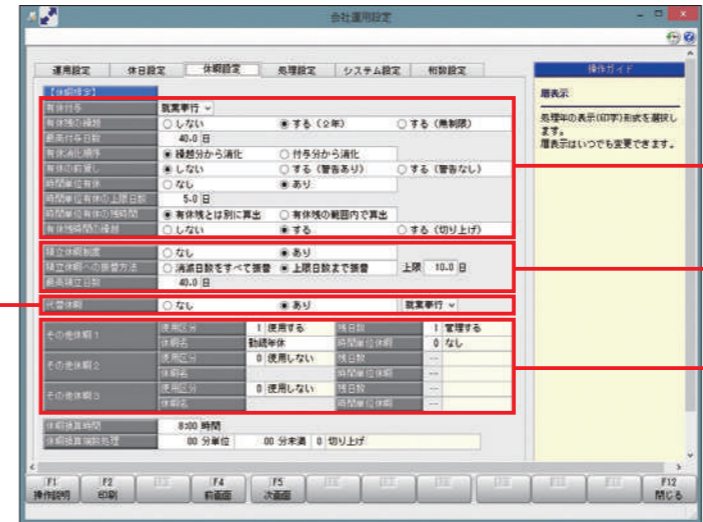 会社運用設定
運用設定 休日設定 休暇設定 処理設定 システム設定 桁数設定
操作ガイド
【休暇設定】
有休付与 就業奉行
有休残の繰越 しない する（2年） する（無制限）
最高付与日数 40.0 日
有休消化順序 繰越分から消化 付与分から消化
有休の前貸し しない する（警告あり） する（警告なし）
時間単位有休 なし あり
時間単位有休の上限日数 5.0 日
時間単位有休の残時間 有休残とは別に算出 有休残の範囲内で算出
有休残時間の繰越 しない する する（切り上げ）
積立休暇制度 なし あり
積立休暇への振替方法 消滅日数をすべて振替 上限日数まで振替 上限 10.0 日
最高積立日数 40.0 日
代替休暇 なし あり 就業奉行
その他休暇1 使用区分 1 使用する 残日数 1 管理する
休暇名 勤続年休 時間単位休暇 0 なし
その他休暇2 使用区分 0 使用しない 残日数 --
休暇名 時間単位休暇 --
その他休暇3 使用区分 0 使用しない 残日数 --
休暇名 時間単位休暇 --
休暇換算時間 8:00 時間
休暇換算端数処理 00 分単位 00 分未満 0 切り上げ
暦表示
処理年の表示(印字)形式を選択し
ます。
暦表示はいつでも変更できます。
F1 F2 F4 F5 F12
操作説明 印刷 前画面 次画面 閉じる